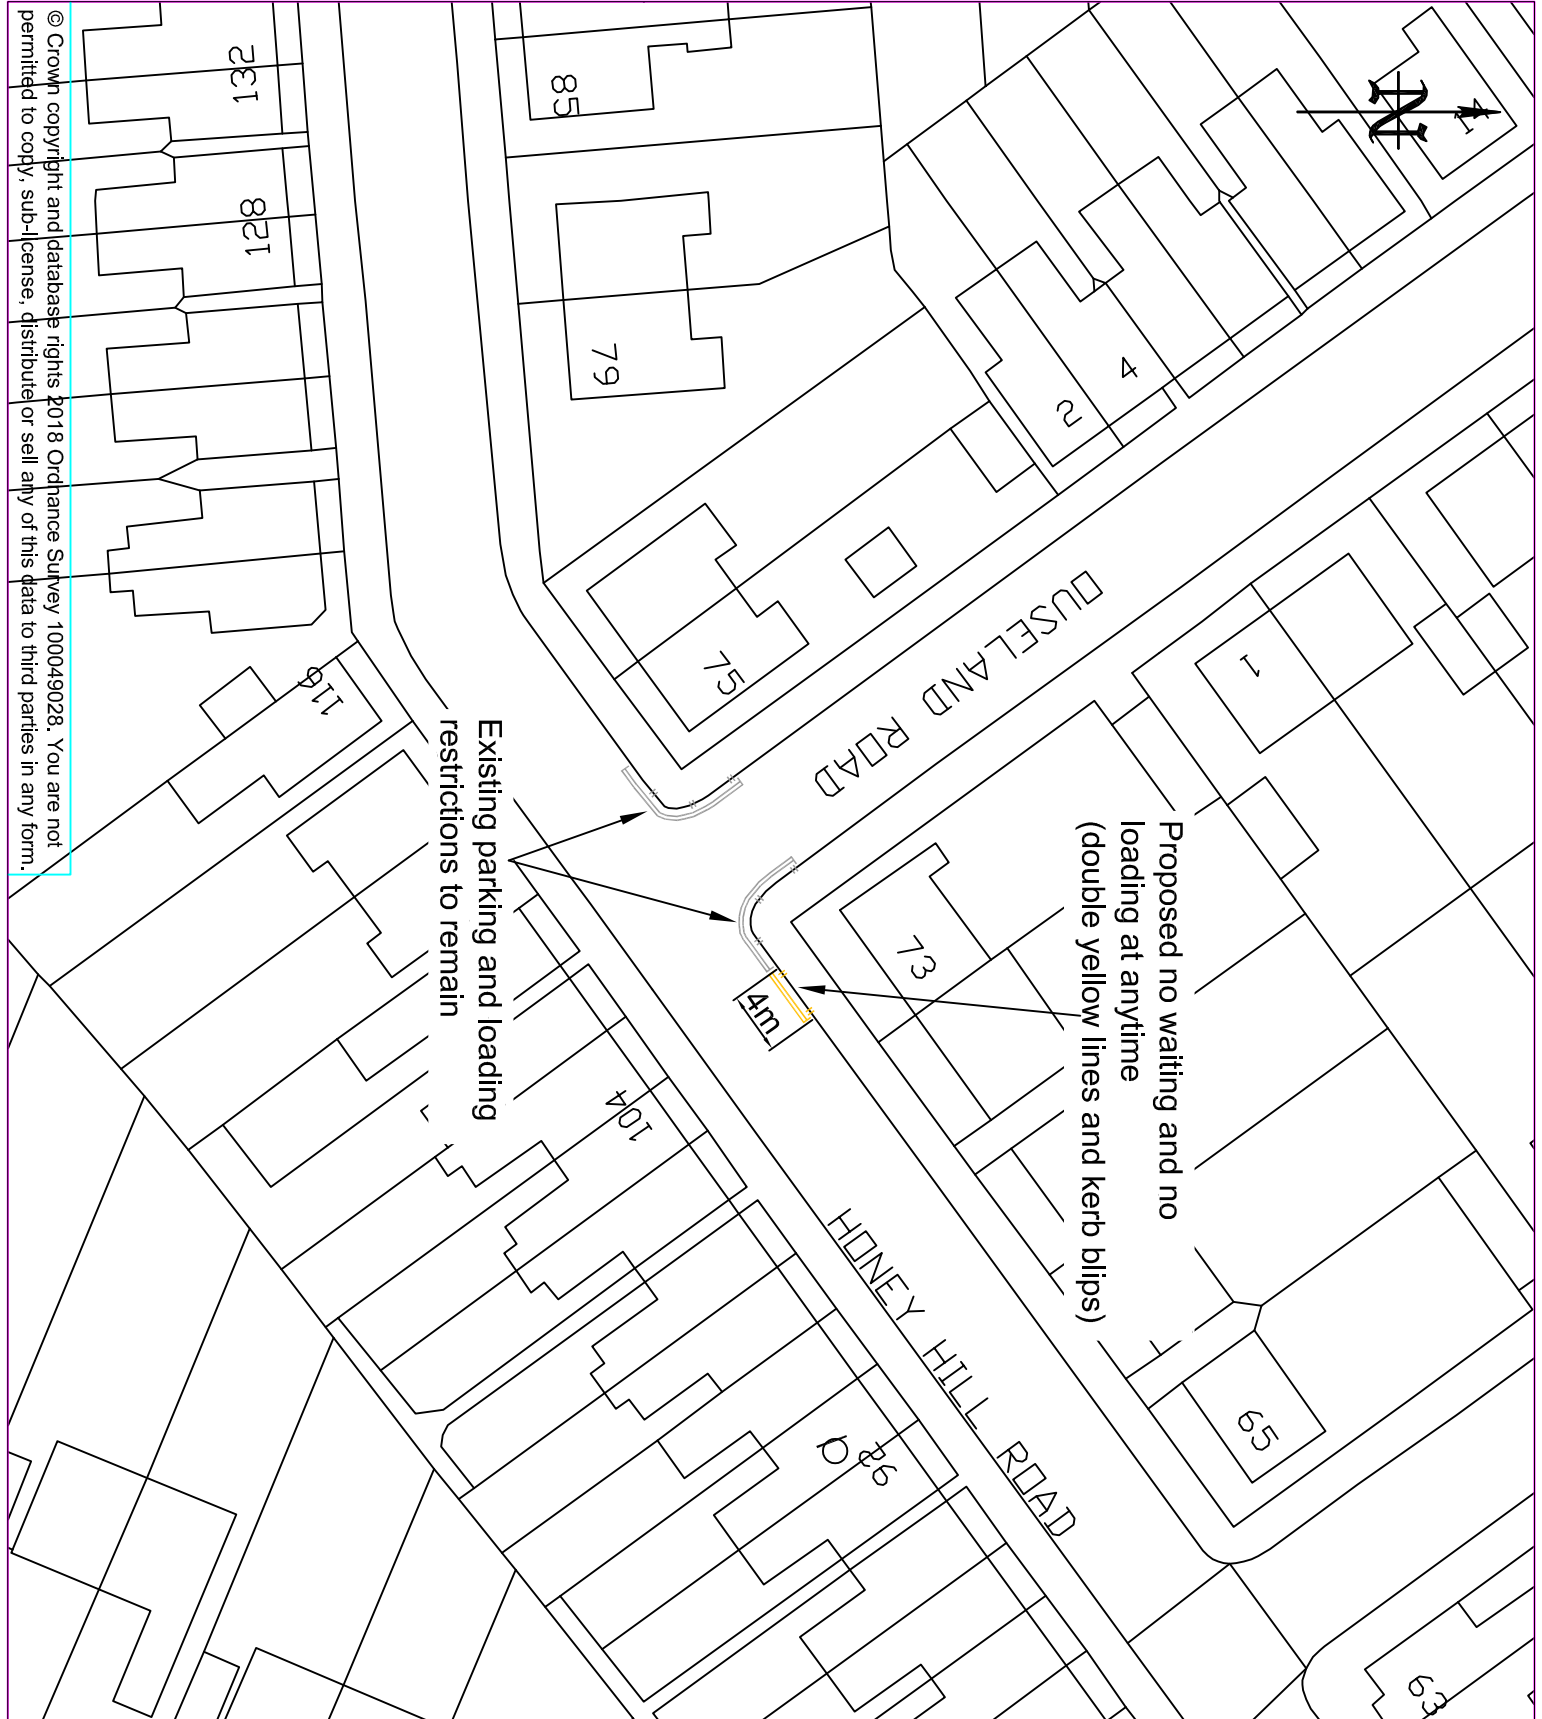 Proposed no waiting and no
loading at anytime
(double yellow lines and kerb blips)
Existing parking and loading
restrictions to remain
4m
OUSELAND ROAD
HONEY HILL ROAD
N
14
4
2
1
85
79
75
73
65
63
132
128
116
104
92
© Crown copyright and database rights 2018 Ordnance Survey 100049028. You are not
permitted to copy, sub-license, distribute or sell any of this data to third parties in any form.